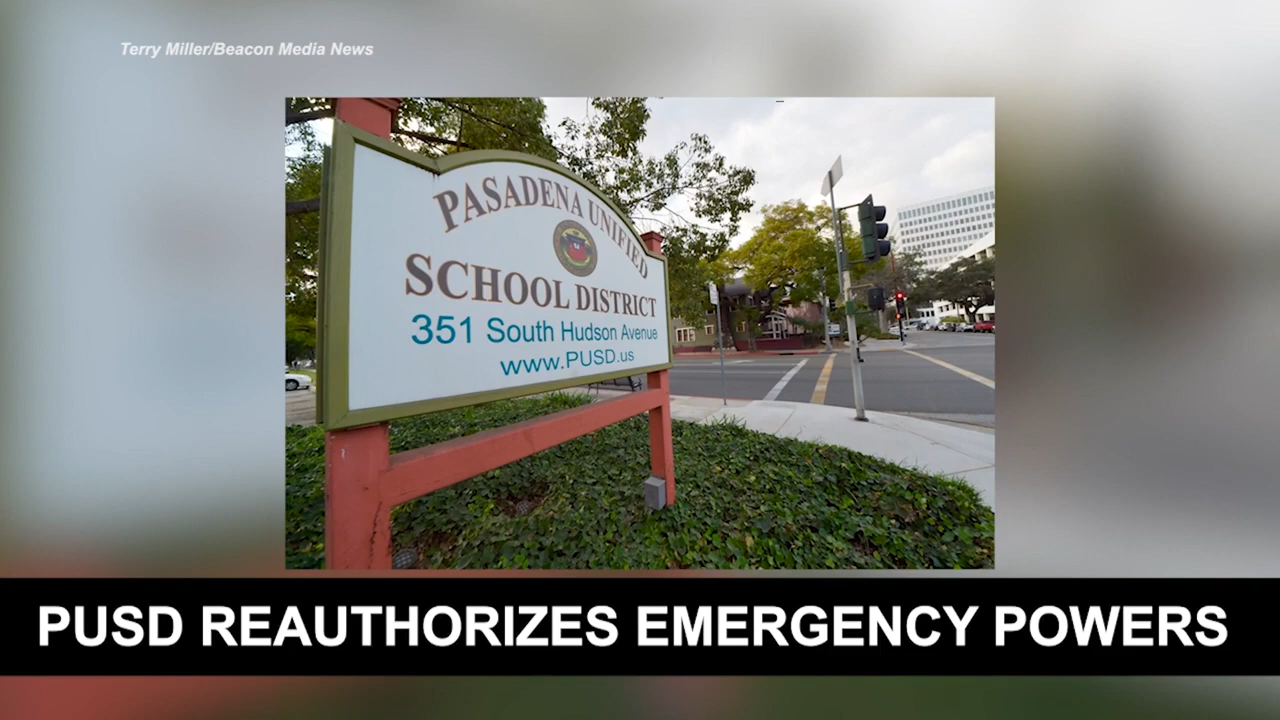 Terry Miller/Beacon Media News
PASADENA UNIFIED
SCHOOL DISTRICT
351 South Hudson Avenue
www.PUSD.us
PUSD REAUTHORIZES EMERGENCY POWERS